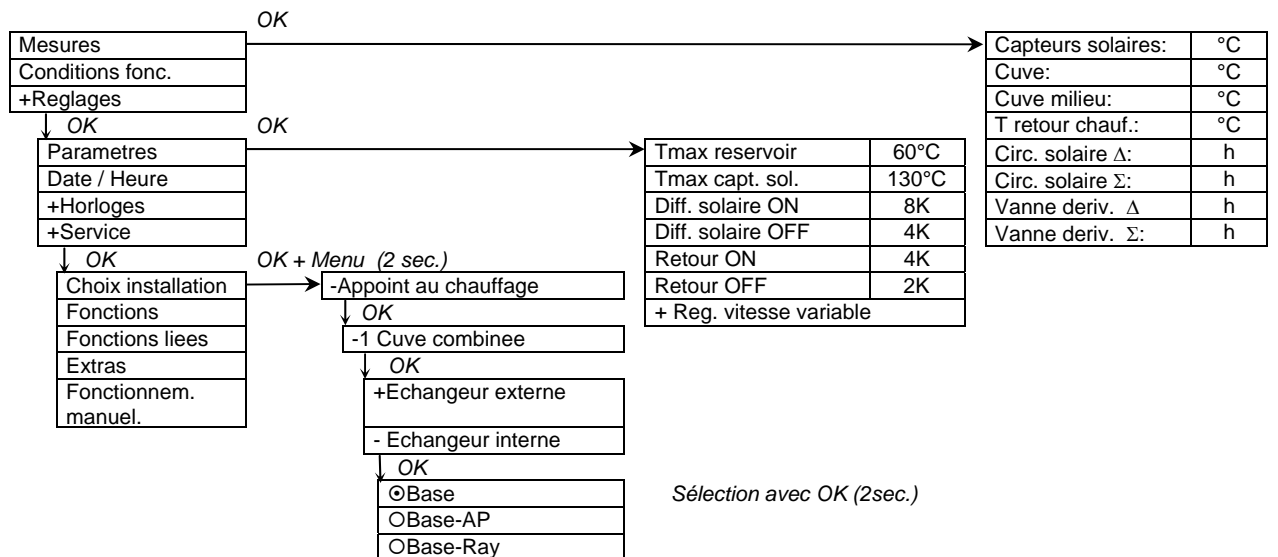 OK
Mesures
Conditions fonc.
+Reglages
Capteurs solaires: °C
Cuve: °C
Cuve milieu: °C
T retour chauf.: °C
Circ. solaire Δ: h
Circ. solaire Σ: h
Vanne deriv. Δ h
Vanne deriv. Σ: h
OK
OK
Parametres
Date / Heure
+Horloges
+Service
Tmax reservoir 60°C
Tmax capt. sol. 130°C
Diff. solaire ON 8K
Diff. solaire OFF 4K
Retour ON 4K
Retour OFF 2K
+ Reg. vitesse variable
OK
OK + Menu (2 sec.)
Choix installation
Fonctions
Fonctions liees
Extras
Fonctionnem.
manuel.
-Appoint au chauffage
OK
-1 Cuve combinee
OK
+Echangeur externe
- Echangeur interne
OK
⊙Base
○Base-AP
○Base-Ray
Sélection avec OK (2sec.)